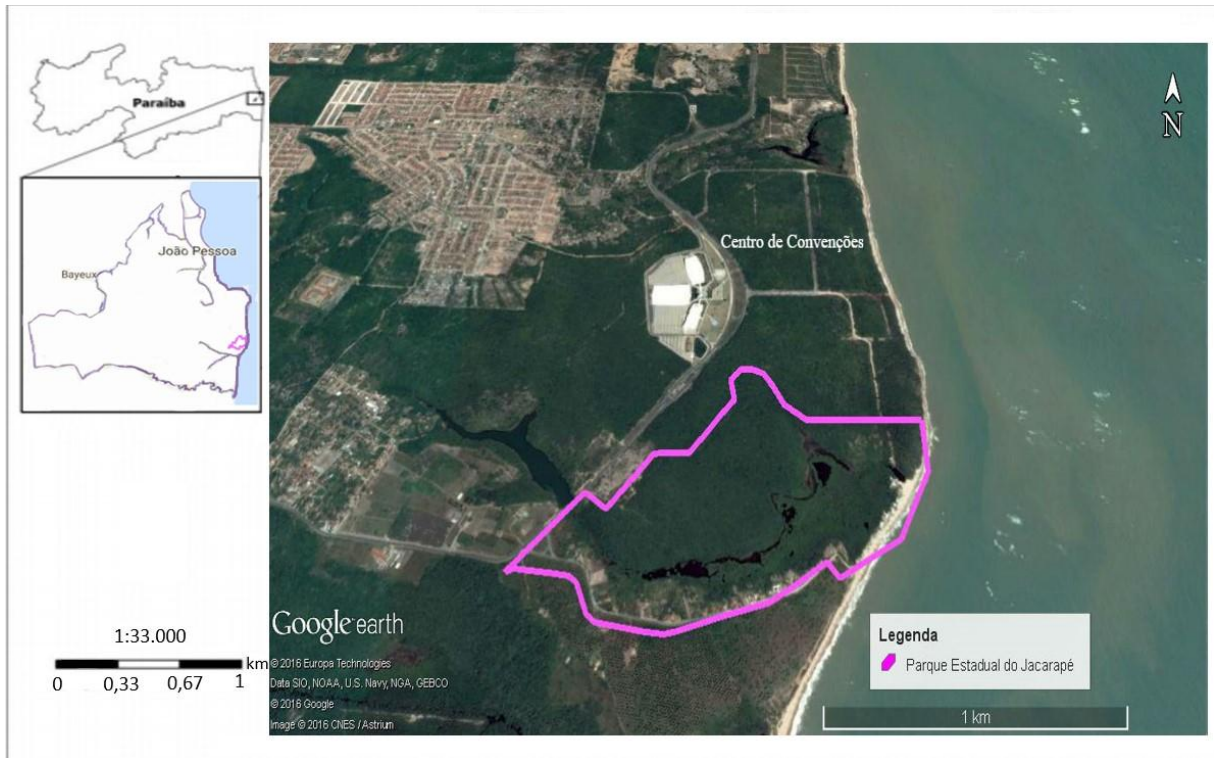 Paraíba
João Pessoa
Bayeux
1:33.000
km
0 0,33 0,67 1
N
Centro de Convenções
Google earth
© 2016 Europa Technologies
Data SIO, NOAA, U.S. Navy, NGA, GEBCO
© 2016 Google
Image © 2016 CNES / Astrium
Legenda
Parque Estadual do Jacarapé
1 km